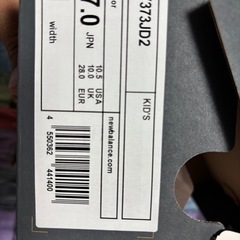 373JD2
KID'S
or
7.0
JPN
10.5 USA
10.0 UK
28.0 EUR
newbalance.com
width
4 550362 441400